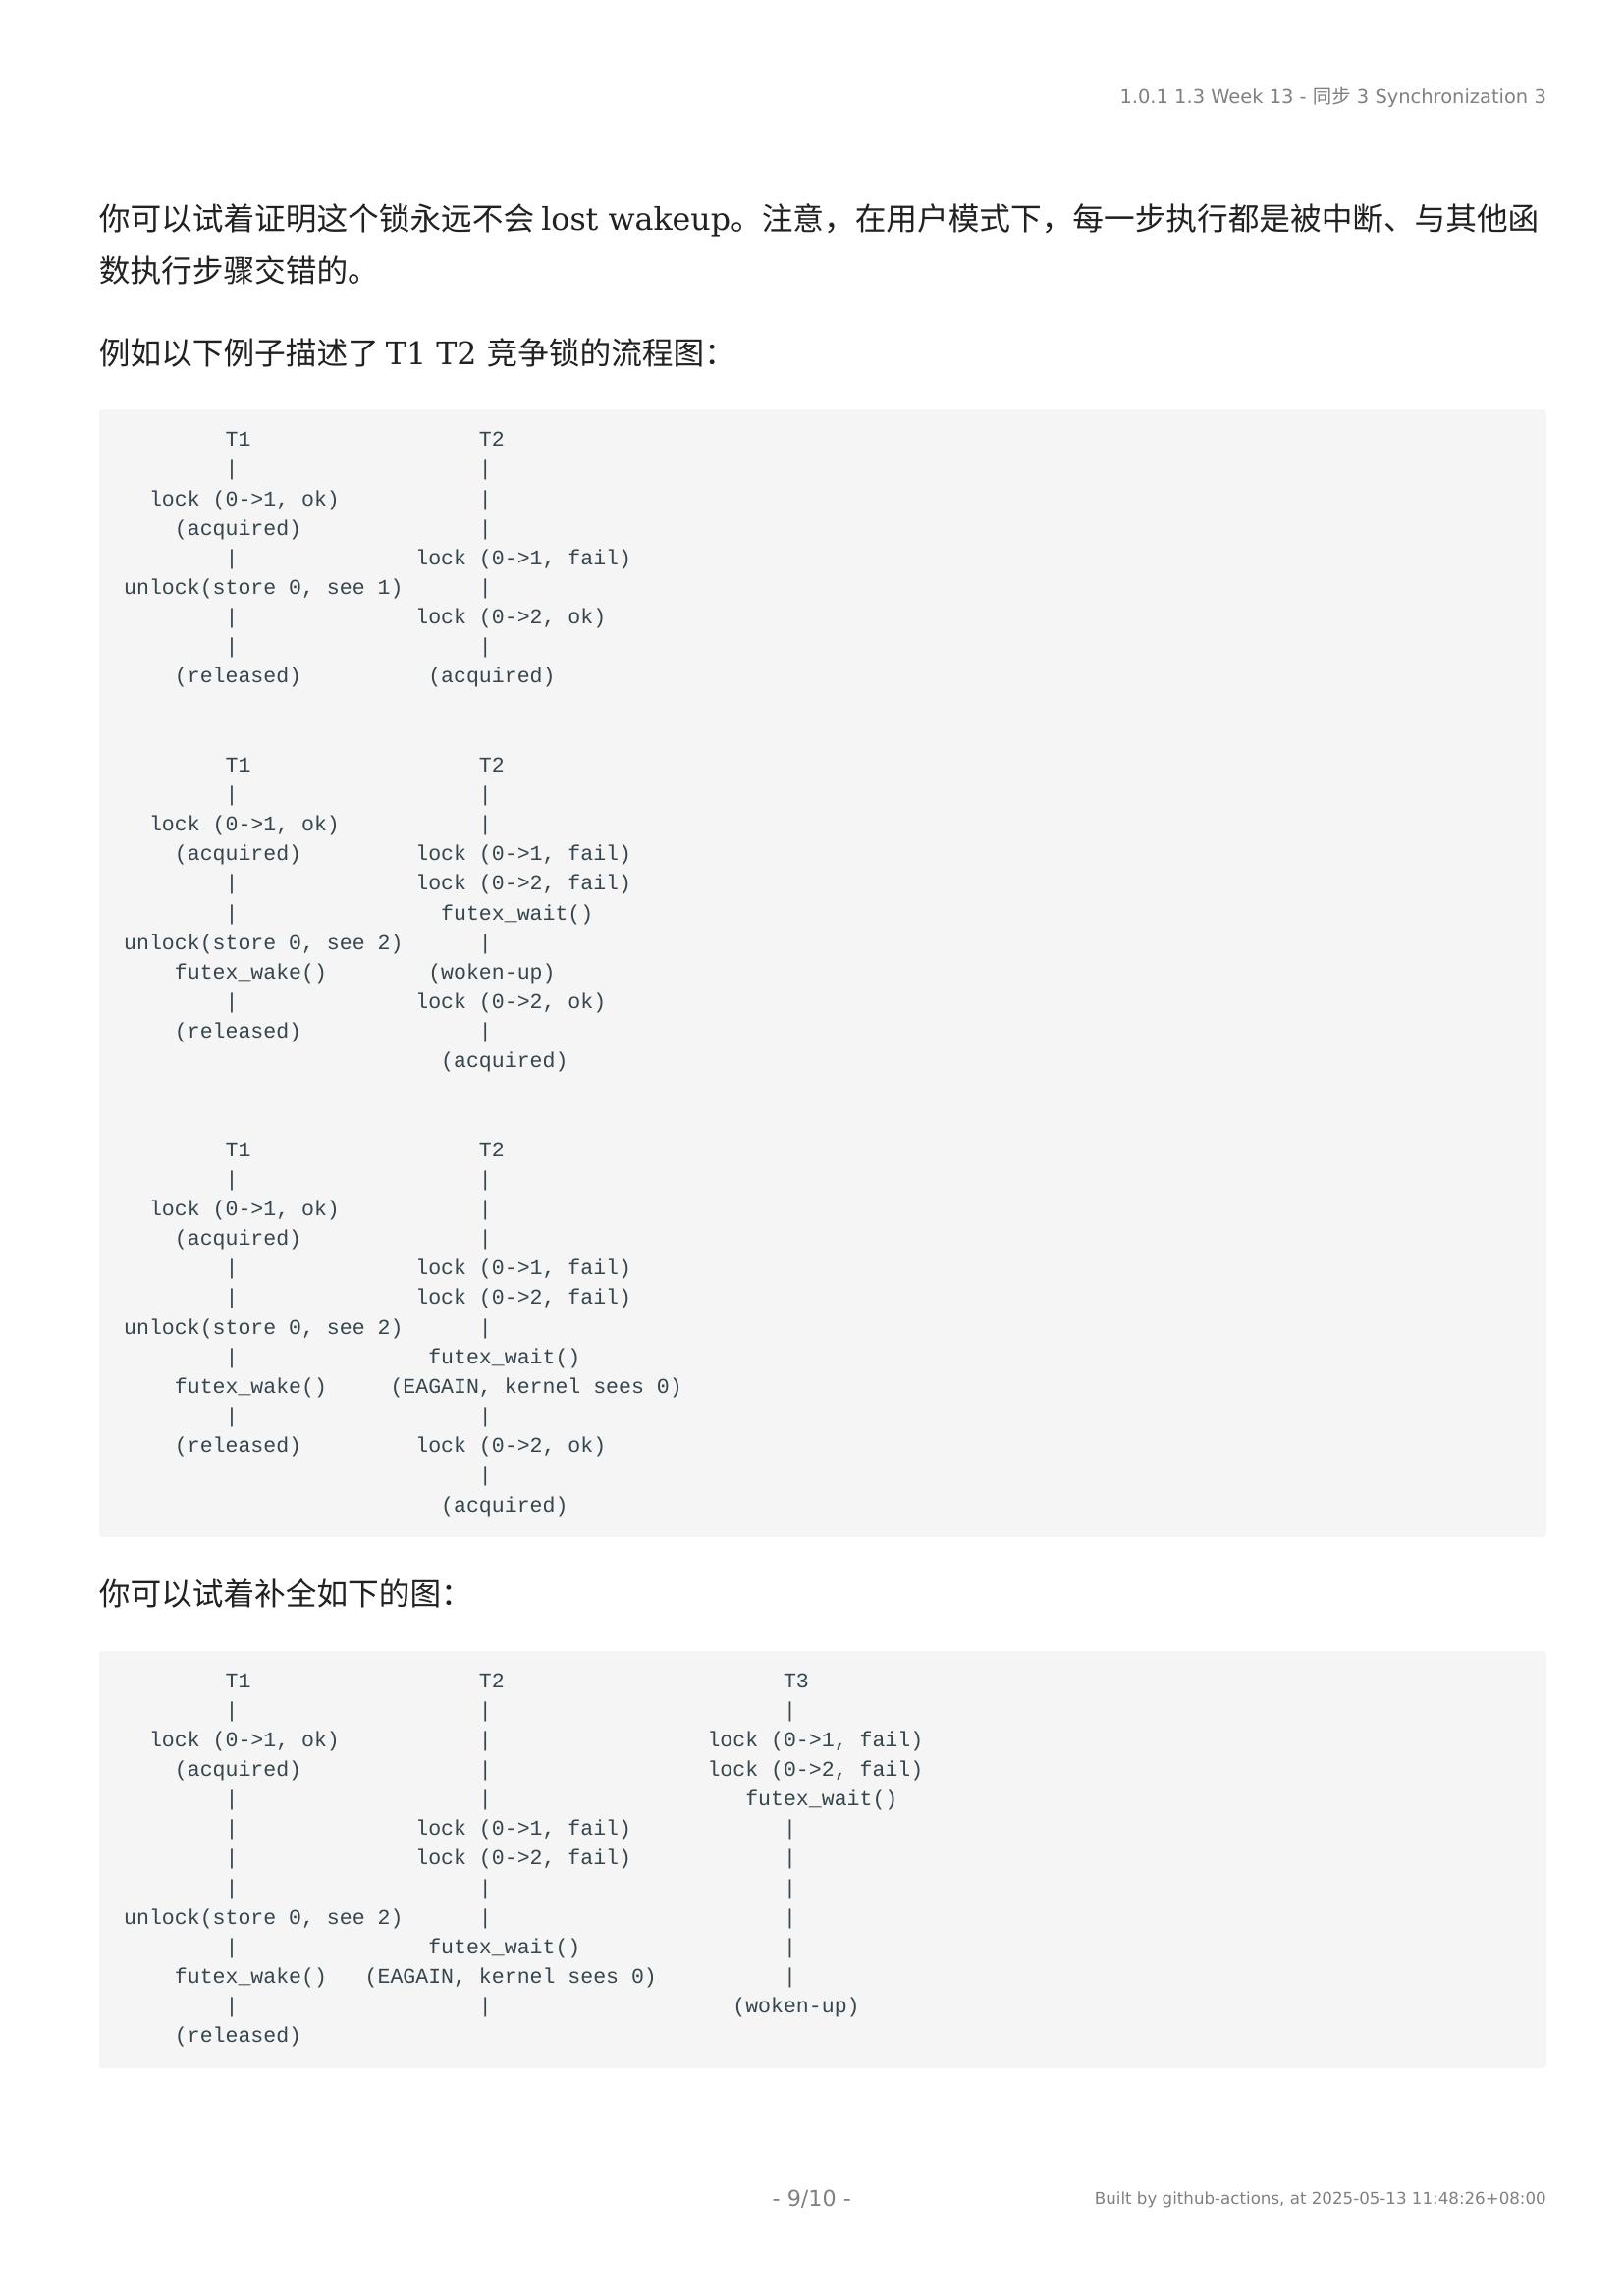 1.0.1 1.3 Week 13 - 同步 3 Synchronization 3
你可以试着证明这个锁永远不会 lost wakeup。注意，在用户模式下，每一步执行都是被中断、与其他函
数执行步骤交错的。
例如以下例子描述了 T1 T2 竞争锁的流程图：
        T1                  T2
        |                   |
  lock (0->1, ok)           |
    (acquired)              |
        |              lock (0->1, fail)
unlock(store 0, see 1)      |
        |              lock (0->2, ok)
        |                   |
    (released)          (acquired)
        T1                  T2
        |                   |
  lock (0->1, ok)           |
    (acquired)         lock (0->1, fail)
        |              lock (0->2, fail)
        |                futex_wait()
unlock(store 0, see 2)      |
    futex_wake()        (woken-up)
        |              lock (0->2, ok)
    (released)              |
                         (acquired)
        T1                  T2
        |                   |
  lock (0->1, ok)           |
    (acquired)              |
        |              lock (0->1, fail)
        |              lock (0->2, fail)
unlock(store 0, see 2)      |
        |               futex_wait()
    futex_wake()     (EAGAIN, kernel sees 0)
        |                   |
    (released)         lock (0->2, ok)
                            |
                         (acquired)
你可以试着补全如下的图：
        T1                  T2                      T3
        |                   |                       |
  lock (0->1, ok)           |                 lock (0->1, fail)
    (acquired)              |                 lock (0->2, fail)
        |                   |                    futex_wait()
        |              lock (0->1, fail)            |
        |              lock (0->2, fail)            |
        |                   |                       |
unlock(store 0, see 2)      |                       |
        |               futex_wait()                |
    futex_wake()   (EAGAIN, kernel sees 0)          |
        |                   |                   (woken-up)
    (released)
- 9/10 -
Built by github-actions, at 2025-05-13 11:48:26+08:00